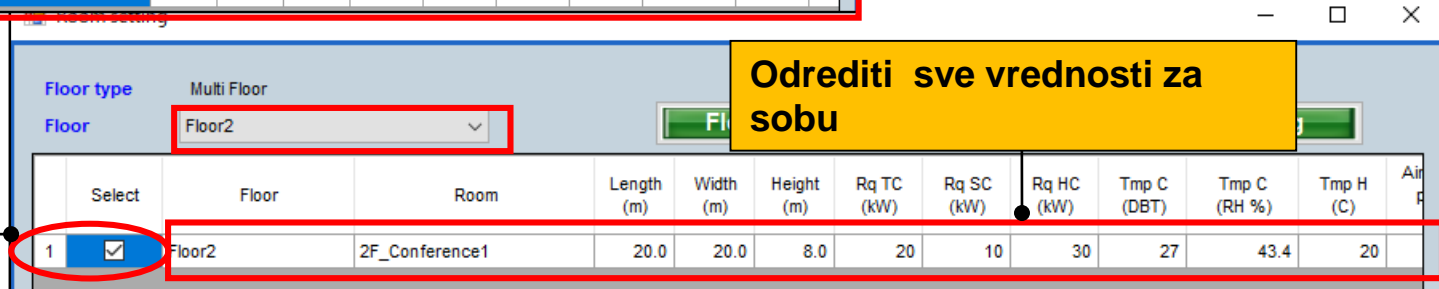 Room setting
Floor type Multi Floor
Odrediti sve vrednosti za
sobu
Floor Floor2
Select Floor Room Length (m) Width (m) Height (m) Rq TC (kW) Rq SC (kW) Rq HC (kW) Tmp C (DBT) Tmp C (RH %) Tmp H (C) Air
1 Floor2 2F_Conference1 20.0 20.0 8.0 20 10 30 27 43.4 20